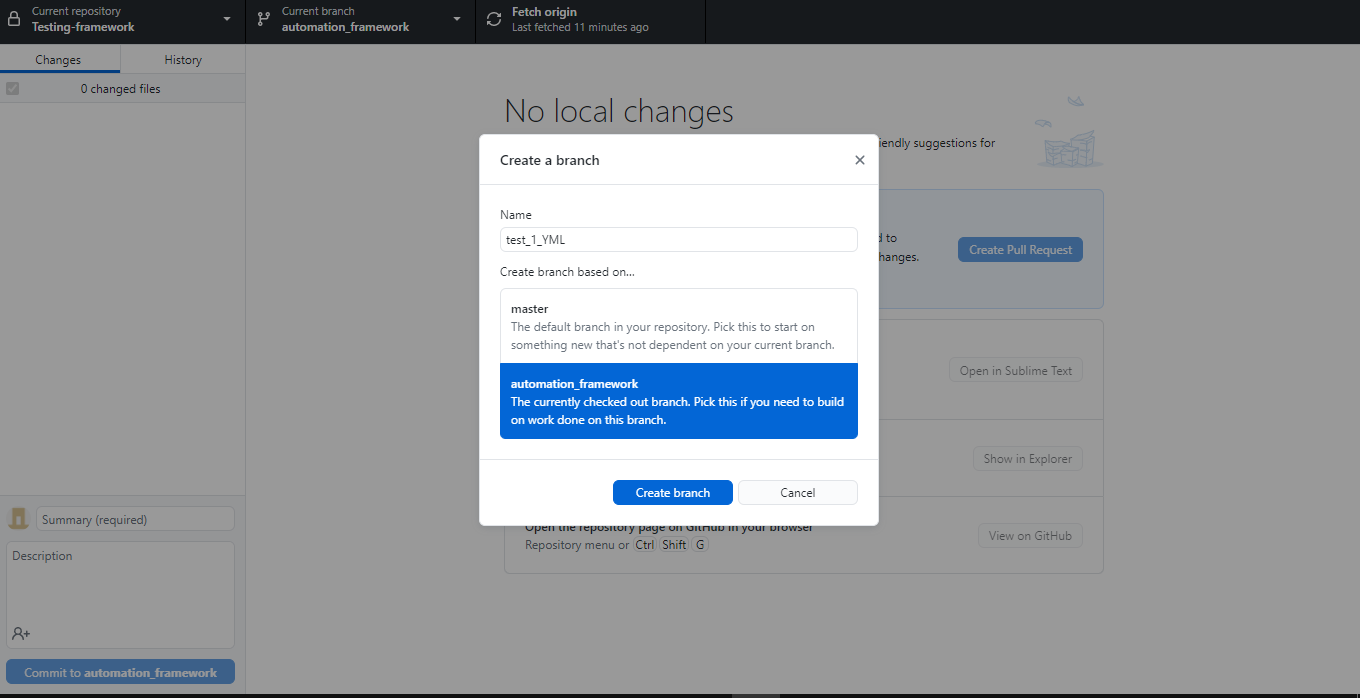 Current repository
Testing-framework
Current branch
automation_framework
Fetch origin
Last fetched 11 minutes ago
Changes
History
0 changed files
No local changes
iendly suggestions for
d to
hanges.
Create Pull Request
Open in Sublime Text
Show in Explorer
Open the repository page on GitHub in your browser
Repository menu or Ctrl Shift G
View on GitHub
Create a branch
Name
test_1_YML
Create branch based on...
master
The default branch in your repository. Pick this to start on
something new that's not dependent on your current branch.
automation_framework
The currently checked out branch. Pick this if you need to build
on work done on this branch.
Create branch
Cancel
Summary (required)
Description
Commit to automation_framework